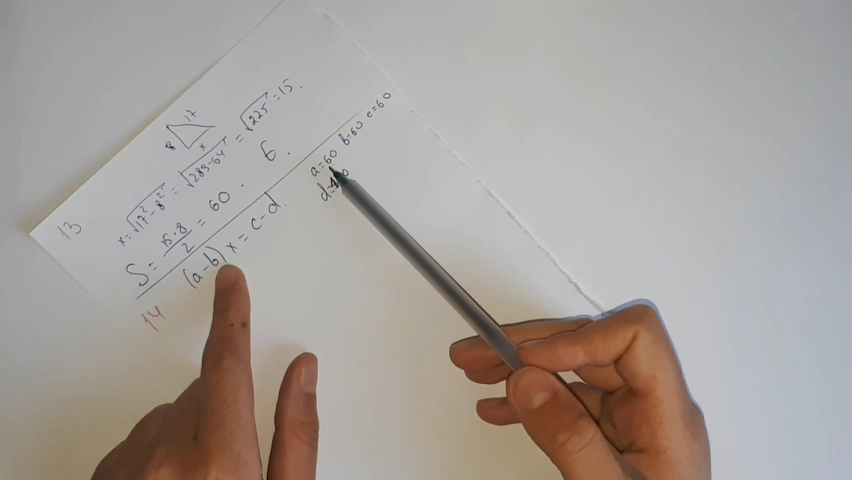 13
17
8
x
x = √17² - 8² = √289-64 = √225 = 15.
S = 15·8/2 = 60. E.
14
(a-b) x = c-d.
a=60 b=60 c=60